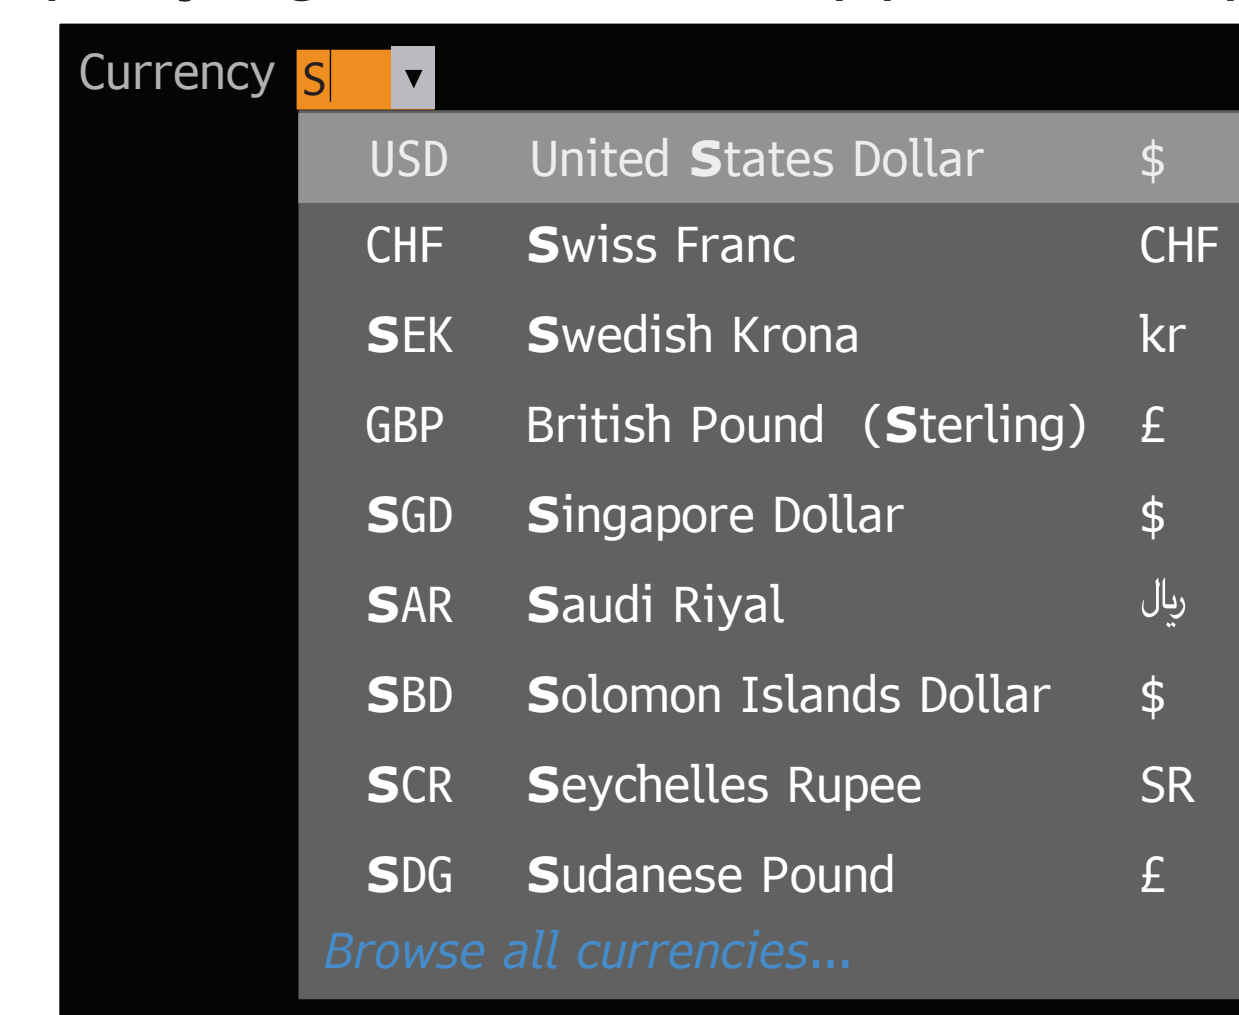 Currency S ▼
USD United States Dollar $
CHF Swiss Franc CHF
SEK Swedish Krona kr
GBP British Pound (Sterling) £
SGD Singapore Dollar $
SAR Saudi Riyal ريال
SBD Solomon Islands Dollar $
SCR Seychelles Rupee SR
SDG Sudanese Pound £
Browse all currencies...